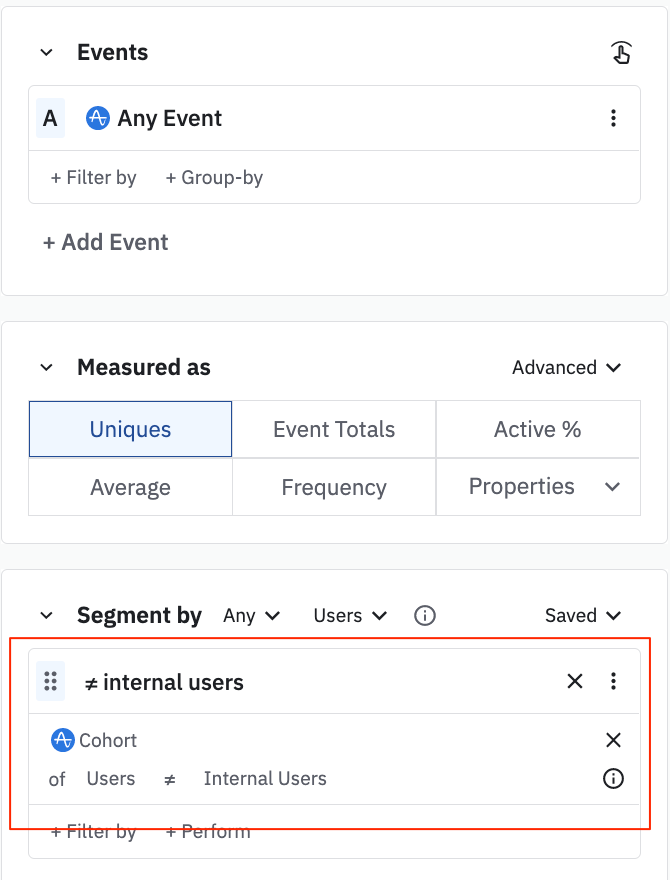 Events
A Any Event
+ Filter by + Group-by
+ Add Event
Measured as Advanced
Uniques Event Totals Active %
Average Frequency Properties
Segment by Any Users Saved
≠ internal users
Cohort
of Users ≠ Internal Users
+ Filter by + Perform